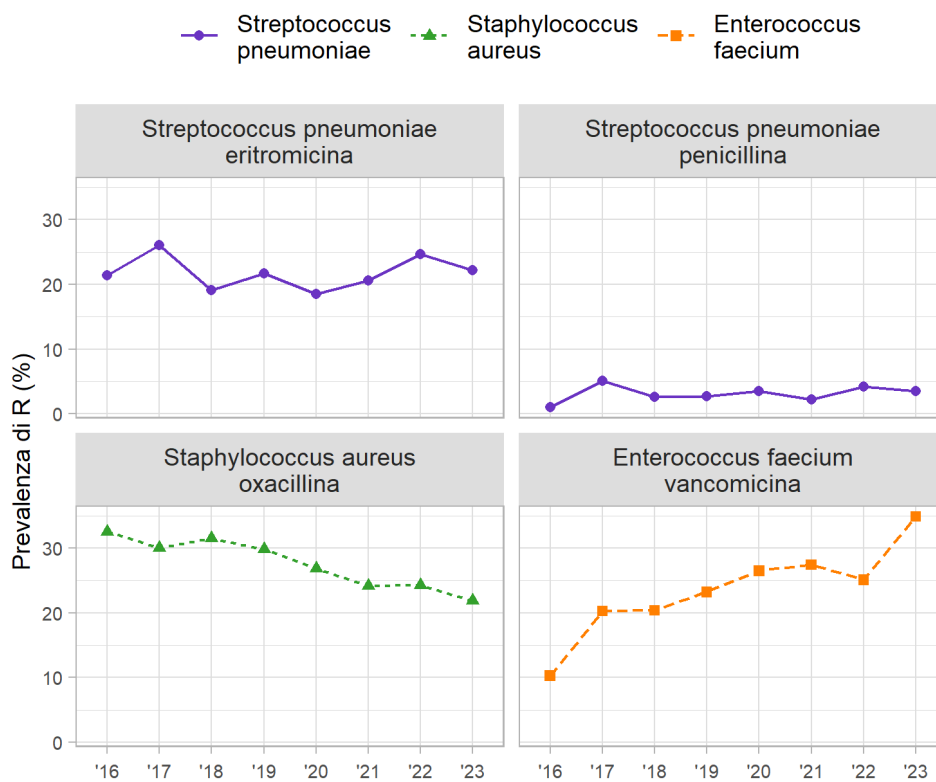 Streptococcus
pneumoniae
Staphylococcus
aureus
Enterococcus
faecium
Streptococcus pneumoniae
eritromicina
Streptococcus pneumoniae
penicillina
30
20
10
0
Prevalenza di R (%)
Staphylococcus aureus
oxacillina
Enterococcus faecium
vancomicina
30
20
10
0
'16 '17 '18 '19 '20 '21 '22 '23
'16 '17 '18 '19 '20 '21 '22 '23